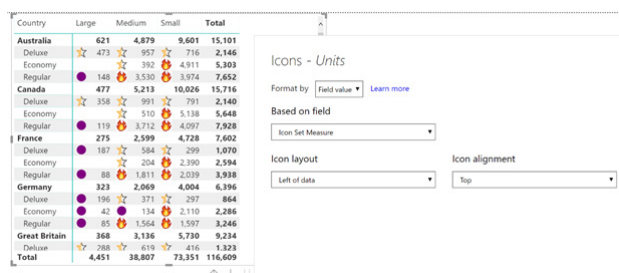 Country Large Medium Small Total
Australia 621 4,879 9,601 15,101
Deluxe 473 957 716 2,146
Economy 392 4,911 5,303
Regular 148 3,530 3,974 7,652
Canada 477 5,213 10,026 15,716
Deluxe 358 991 791 2,140
Economy 510 5,138 5,648
Regular 119 3,712 4,097 7,928
France 275 2,599 4,728 7,602
Deluxe 187 584 299 1,070
Economy 204 2,390 2,594
Regular 88 1,811 2,039 3,938
Germany 323 2,069 4,004 6,396
Deluxe 196 371 297 864
Economy 42 134 2,110 2,286
Regular 85 1,564 1,597 3,246
Great Britain 368 3,136 5,730 9,234
Deluxe 288 619 416 1,323
Total 4,451 38,807 73,351 116,609
Icons - Units
Format by Field value Learn more
Based on field
Icon Set Measure
Icon layout Icon alignment
Left of data Top